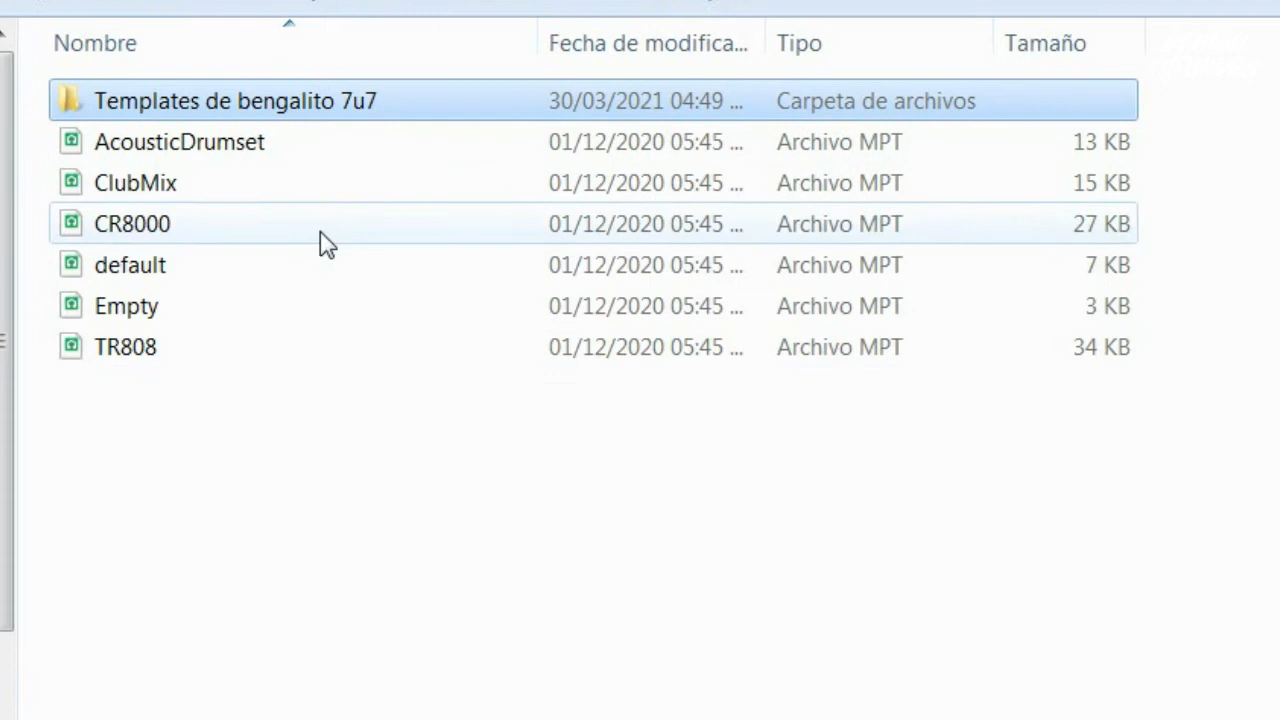 Nombre Fecha de modifica... Tipo Tamaño
Templates de bengalito 7u7 30/03/2021 04:49 ... Carpeta de archivos
AcousticDrumset 01/12/2020 05:45 ... Archivo MPT 13 KB
ClubMix 01/12/2020 05:45 ... Archivo MPT 15 KB
CR8000 01/12/2020 05:45 ... Archivo MPT 27 KB
default 01/12/2020 05:45 ... Archivo MPT 7 KB
Empty 01/12/2020 05:45 ... Archivo MPT 3 KB
TR808 01/12/2020 05:45 ... Archivo MPT 34 KB